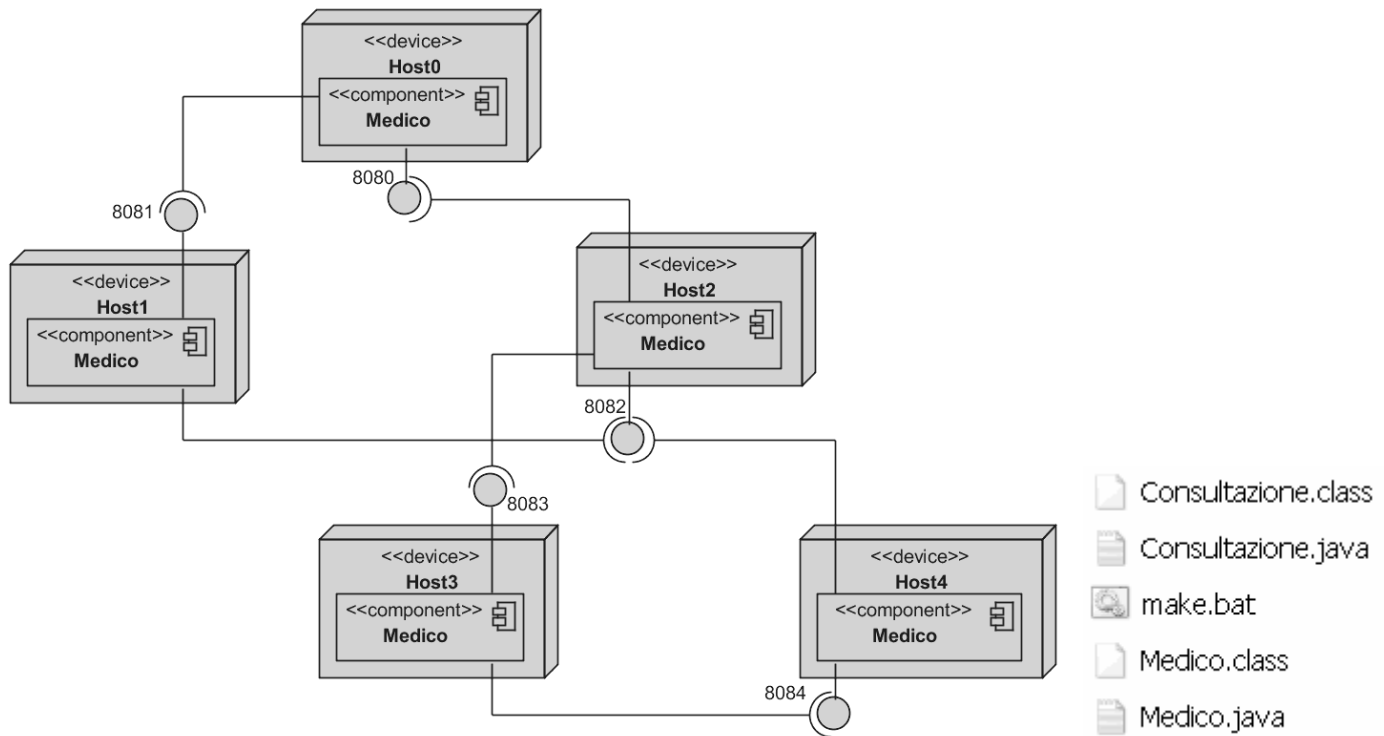 <<device>>
Host0
<<component>>
Medico
8080
8081
<<device>>
Host1
<<component>>
Medico
<<device>>
Host2
<<component>>
Medico
8082
8083
<<device>>
Host3
<<component>>
Medico
<<device>>
Host4
<<component>>
Medico
8084
Consultazione.class
Consultazione.java
make.bat
Medico.class
Medico.java